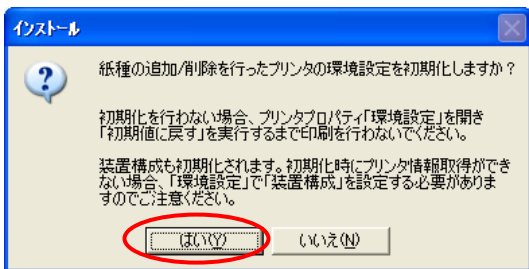 インストール
紙種の追加/削除を行ったプリンタの環境設定を初期化しますか？
初期化を行わない場合、プリンタプロパティ「環境設定」を開き
「初期値に戻す」を実行するまで印刷を行わないでください。
装置構成も初期化されます。初期化時にプリンタ情報取得ができ
ない場合、「環境設定」で「装置構成」を設定する必要がありま
すのでご注意ください。
はい(Y) いいえ(N)